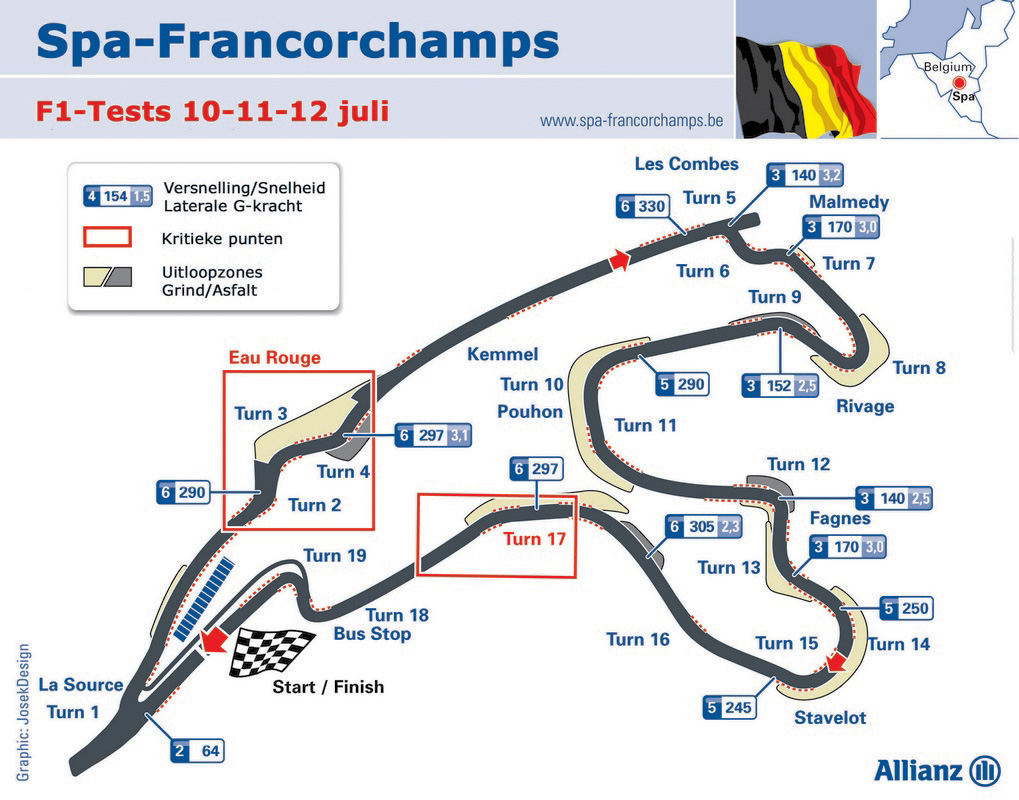 Spa-Francorchamps
F1-Tests 10-11-12 juli
www.spa-francorchamps.be
Belgium
Spa
4 154 1,5
Versnelling/Snelheid
Laterale G-kracht
Kritieke punten
Uitloopzones
Grind/Asfalt
Les Combes
Turn 5
6 330
3 140 3,2
Malmedy
3 170 3,0
Turn 6
Turn 7
Turn 9
Turn 8
Rivage
3 152 2,5
5 290
Kemmel
Turn 10
Pouhon
Turn 11
Eau Rouge
Turn 3
6 297 3,1
Turn 4
6 290
Turn 2
6 297
Turn 17
Turn 12
3 140 2,5
Fagnes
6 305 2,3
3 170 3,0
Turn 13
5 250
Turn 14
Turn 15
Turn 16
5 245
Stavelot
Turn 19
Turn 18
Bus Stop
Start / Finish
La Source
Turn 1
2 64
Graphic: JosekDesign
Allianz